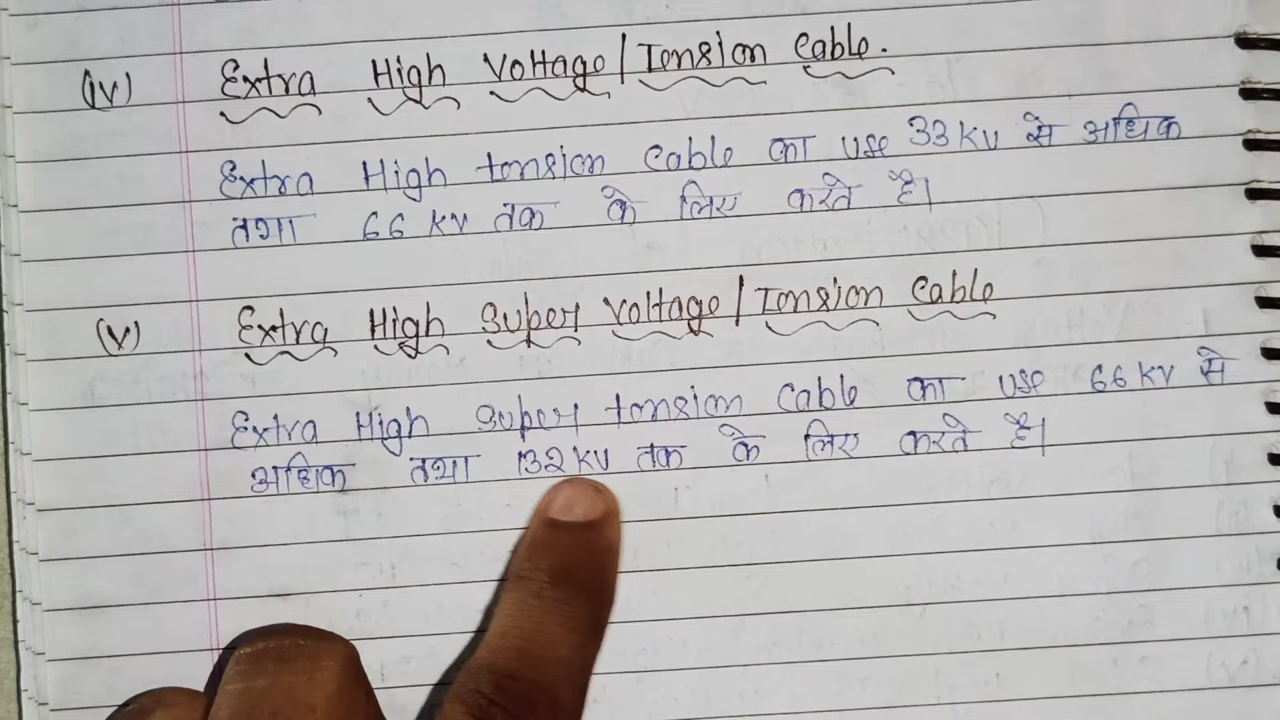 (iv) Extra High Voltage/Tension Cable.
Extra High tension Cable का use 33 KV से अधिक
तथा 66 KV तक के लिए करते है।
(v) Extra High Super Voltage/Tension Cable
Extra High Super tension Cable का use 66 KV से
अधिक तथा 132 KV तक के लिए करते है।